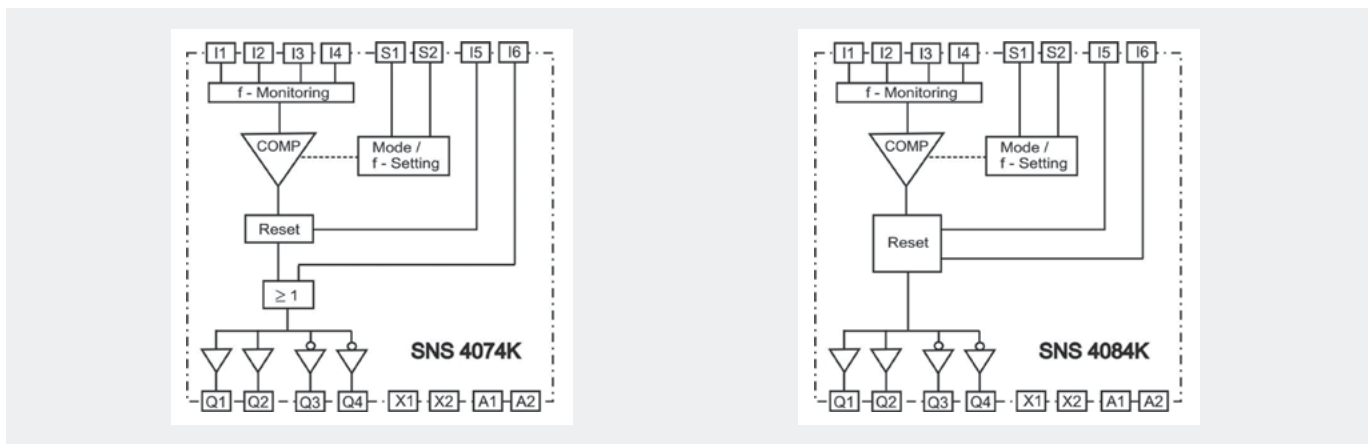 I1 I2 I3 I4 S1 S2 I5 I6
f - Monitoring
COMP
Mode /
f - Setting
Reset
≥ 1
SNS 4074K
Q1 Q2 Q3 Q4 X1 X2 A1 A2
I1 I2 I3 I4 S1 S2 I5 I6
f - Monitoring
COMP
Mode /
f - Setting
Reset
SNS 4084K
Q1 Q2 Q3 Q4 X1 X2 A1 A2